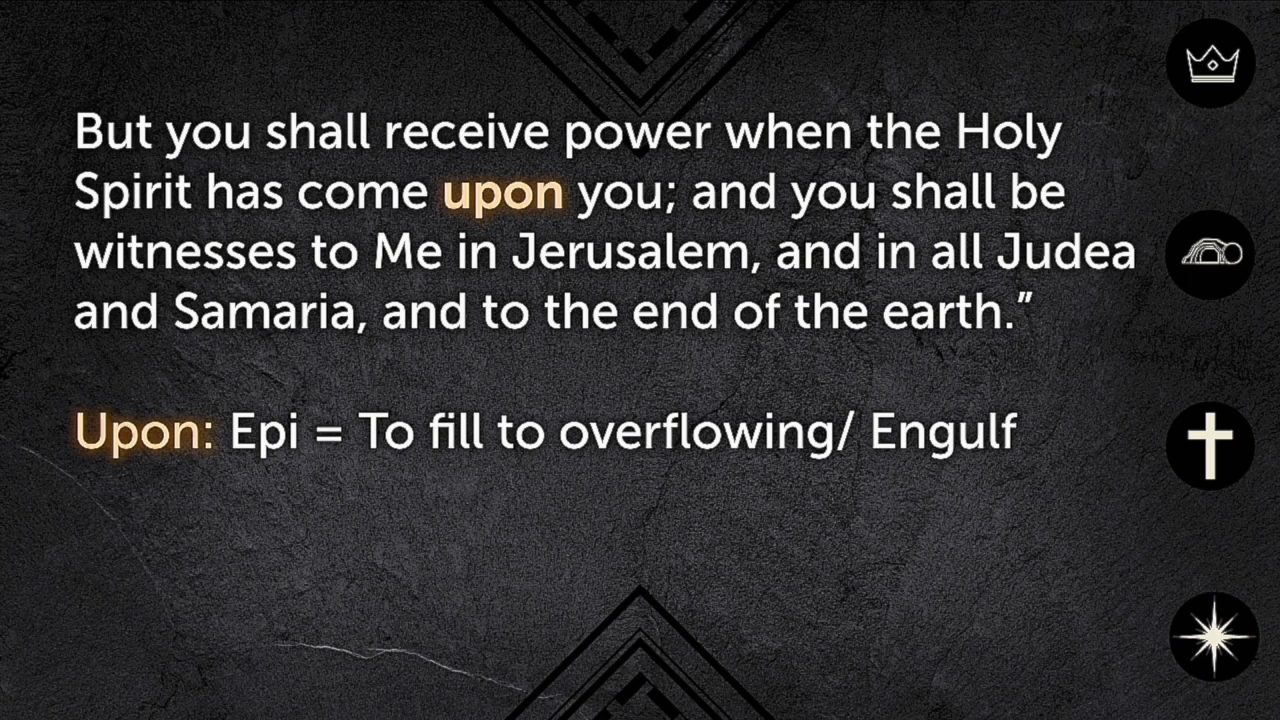 But you shall receive power when the Holy
Spirit has come upon you; and you shall be
witnesses to Me in Jerusalem, and in all Judea
and Samaria, and to the end of the earth.”
Upon: Epi = To fill to overflowing/ Engulf